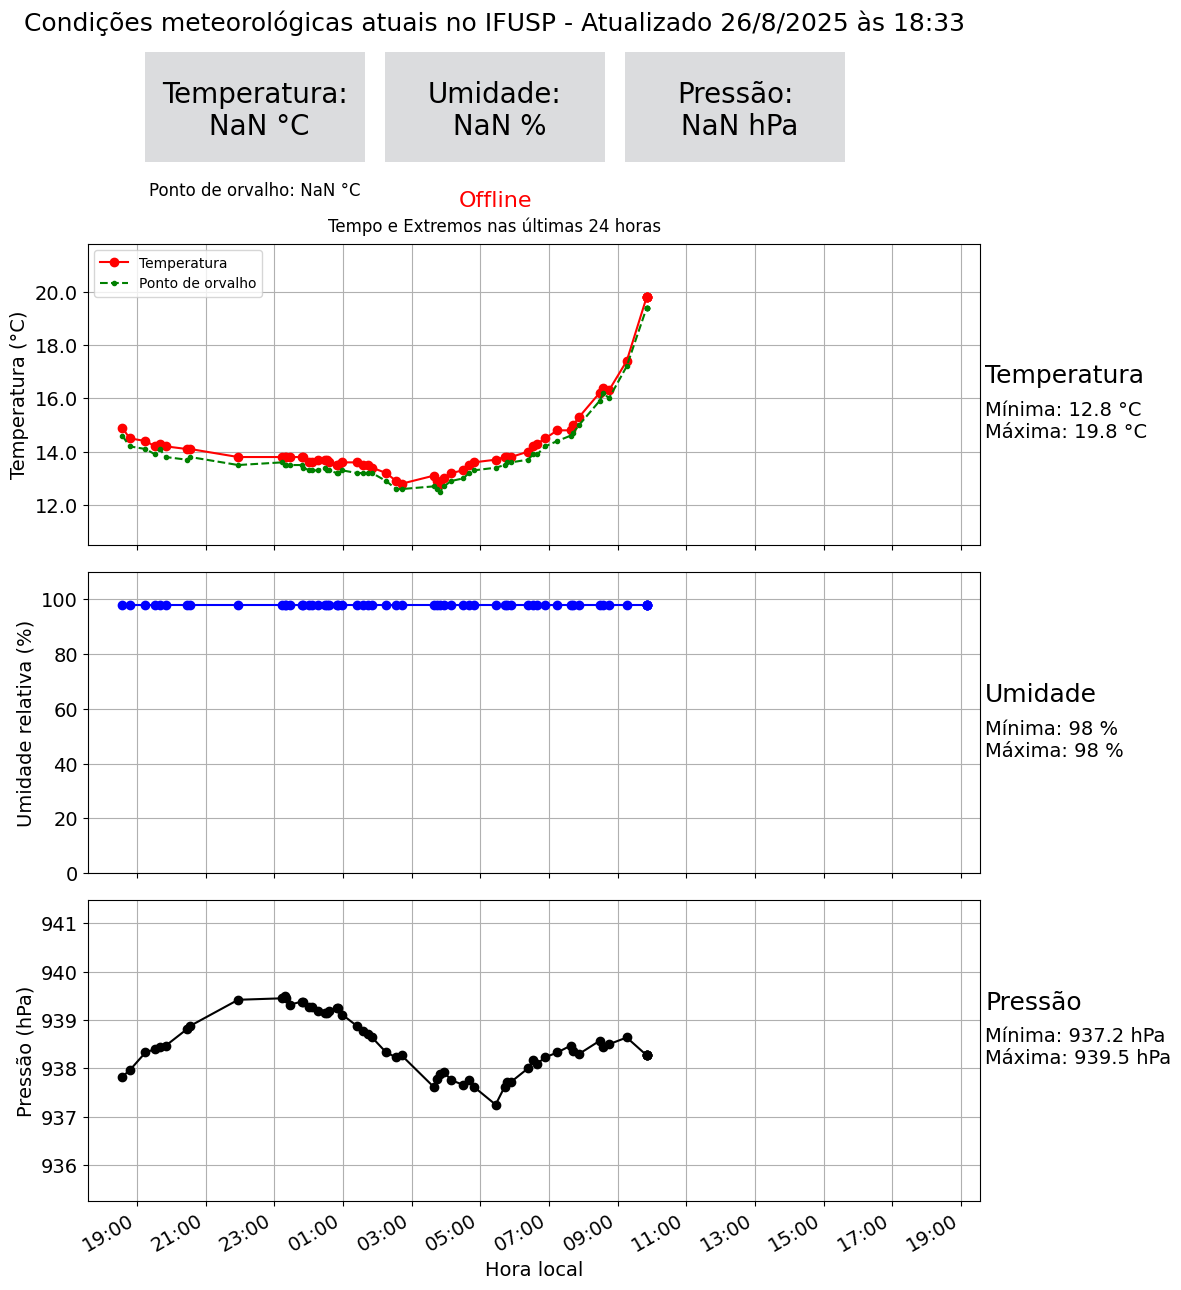 Condições meteorológicas atuais no IFUSP - Atualizado 26/8/2025 às 18:33
Temperatura:
NaN °C
Umidade:
NaN %
Pressão:
NaN hPa
Ponto de orvalho: NaN °C
Offline
Tempo e Extremos nas últimas 24 horas
Temperatura
Ponto de orvalho
Temperatura (°C)
20.0
18.0
16.0
14.0
12.0
Temperatura
Mínima: 12.8 °C
Máxima: 19.8 °C
Umidade relativa (%)
100
80
60
40
20
0
Umidade
Mínima: 98 %
Máxima: 98 %
Pressão (hPa)
941
940
939
938
937
936
Pressão
Mínima: 937.2 hPa
Máxima: 939.5 hPa
19:00 21:00 23:00 01:00 03:00 05:00 07:00 09:00 11:00 13:00 15:00 17:00 19:00
Hora local